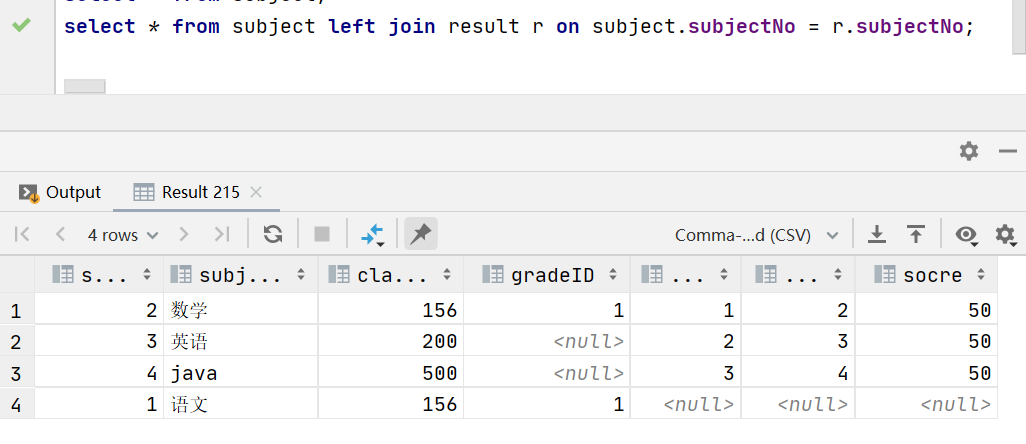 select * from subject left join result r on subject.subjectNo = r.subjectNo;
Output Result 215
4 rows Comma-...d (CSV)
s... subj... cla... gradeID ... ... socre
1 2 数学 156 1 1 2 50
2 3 英语 200 <null> 2 3 50
3 4 java 500 <null> 3 4 50
4 1 语文 156 1 <null> <null> <null>